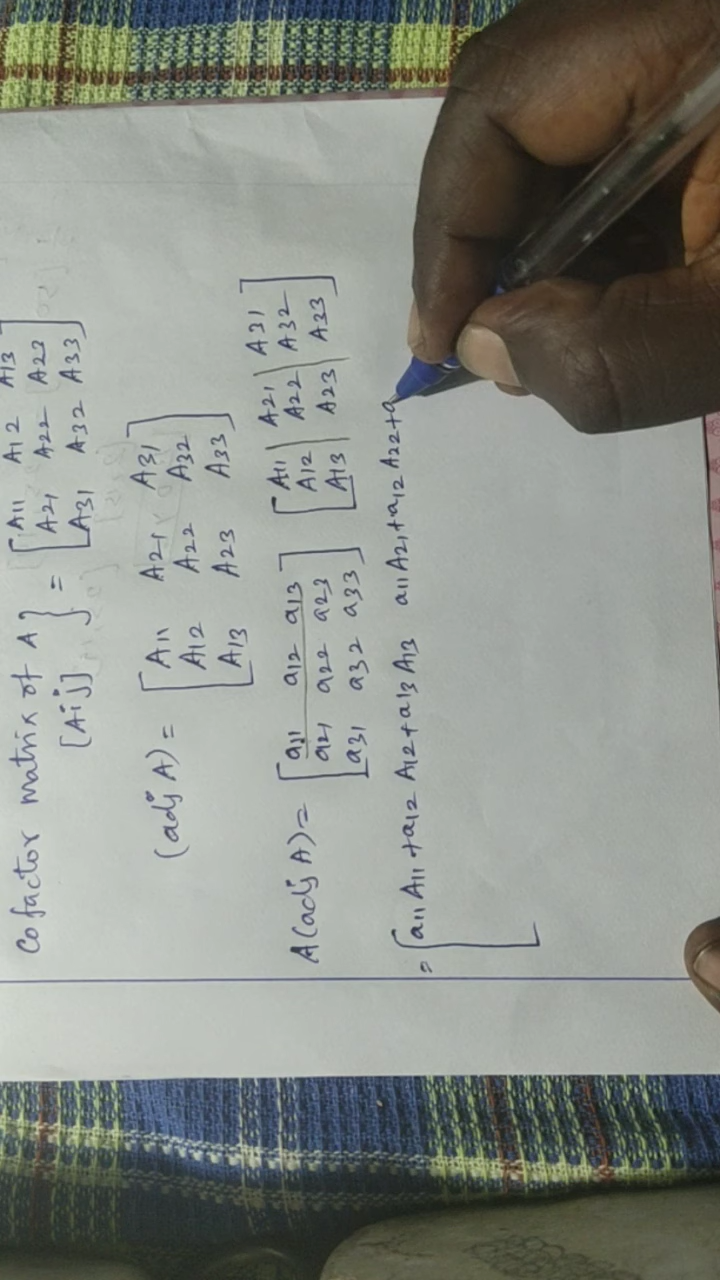 Cofactor matrix of A } = [ A11 A12 A13 ]
[Aij] A21 A22 A23
A31 A32 A33
(adj A) = [ A11 A21 A31 ]
A12 A22 A32
A13 A23 A33
A(adj A) = [ a11 a12 a13 ] [ A11 | A21 | A31 ]
a21 a22 a23 A12 | A22 | A32
a31 a32 a33 A13 | A23 | A33
= [ a11 A11 + a12 A12 + a13 A13 a11 A21 + a12 A22 + a